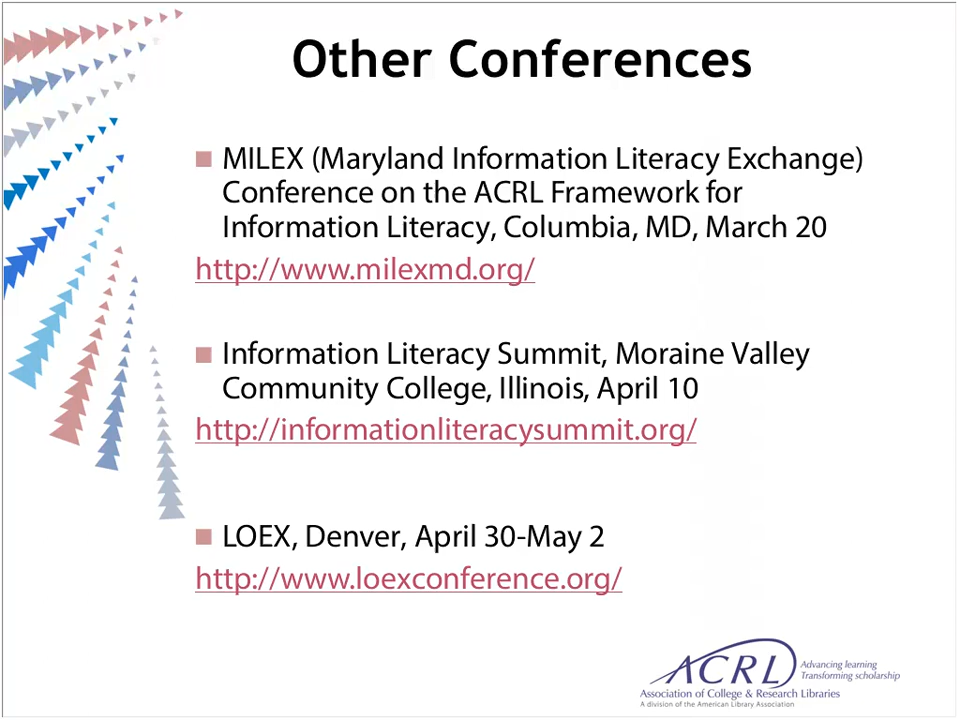 Other Conferences
MILEX (Maryland Information Literacy Exchange)
Conference on the ACRL Framework for
Information Literacy, Columbia, MD, March 20
http://www.milexmd.org/
Information Literacy Summit, Moraine Valley
Community College, Illinois, April 10
http://informationliteracysummit.org/
LOEX, Denver, April 30-May 2
http://www.loexconference.org/
ACRL
Advancing learning
Transforming scholarship
Association of College & Research Libraries
A division of the American Library Association